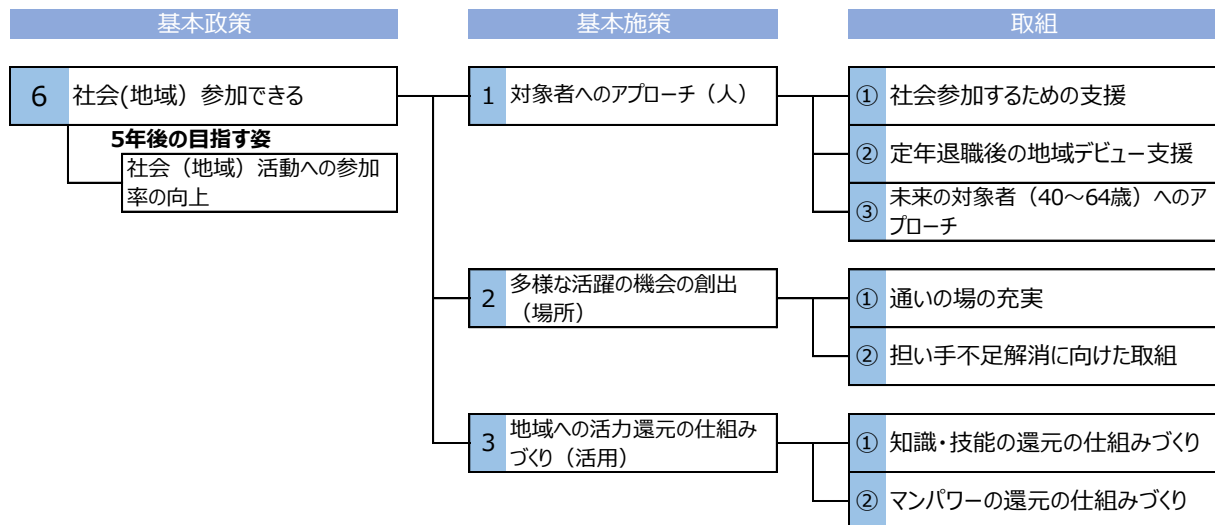 基本政策
基本施策
取組
6 社会(地域）参加できる
5年後の目指す姿
社会（地域）活動への参加
率の向上
1 対象者へのアプローチ（人）
① 社会参加するための支援
② 定年退職後の地域デビュー支援
③ 未来の対象者（40～64歳）へのア
プローチ
2 多様な活躍の機会の創出
（場所）
① 通いの場の充実
② 担い手不足解消に向けた取組
3 地域への活力還元の仕組み
づくり（活用）
① 知識・技能の還元の仕組みづくり
② マンパワーの還元の仕組みづくり